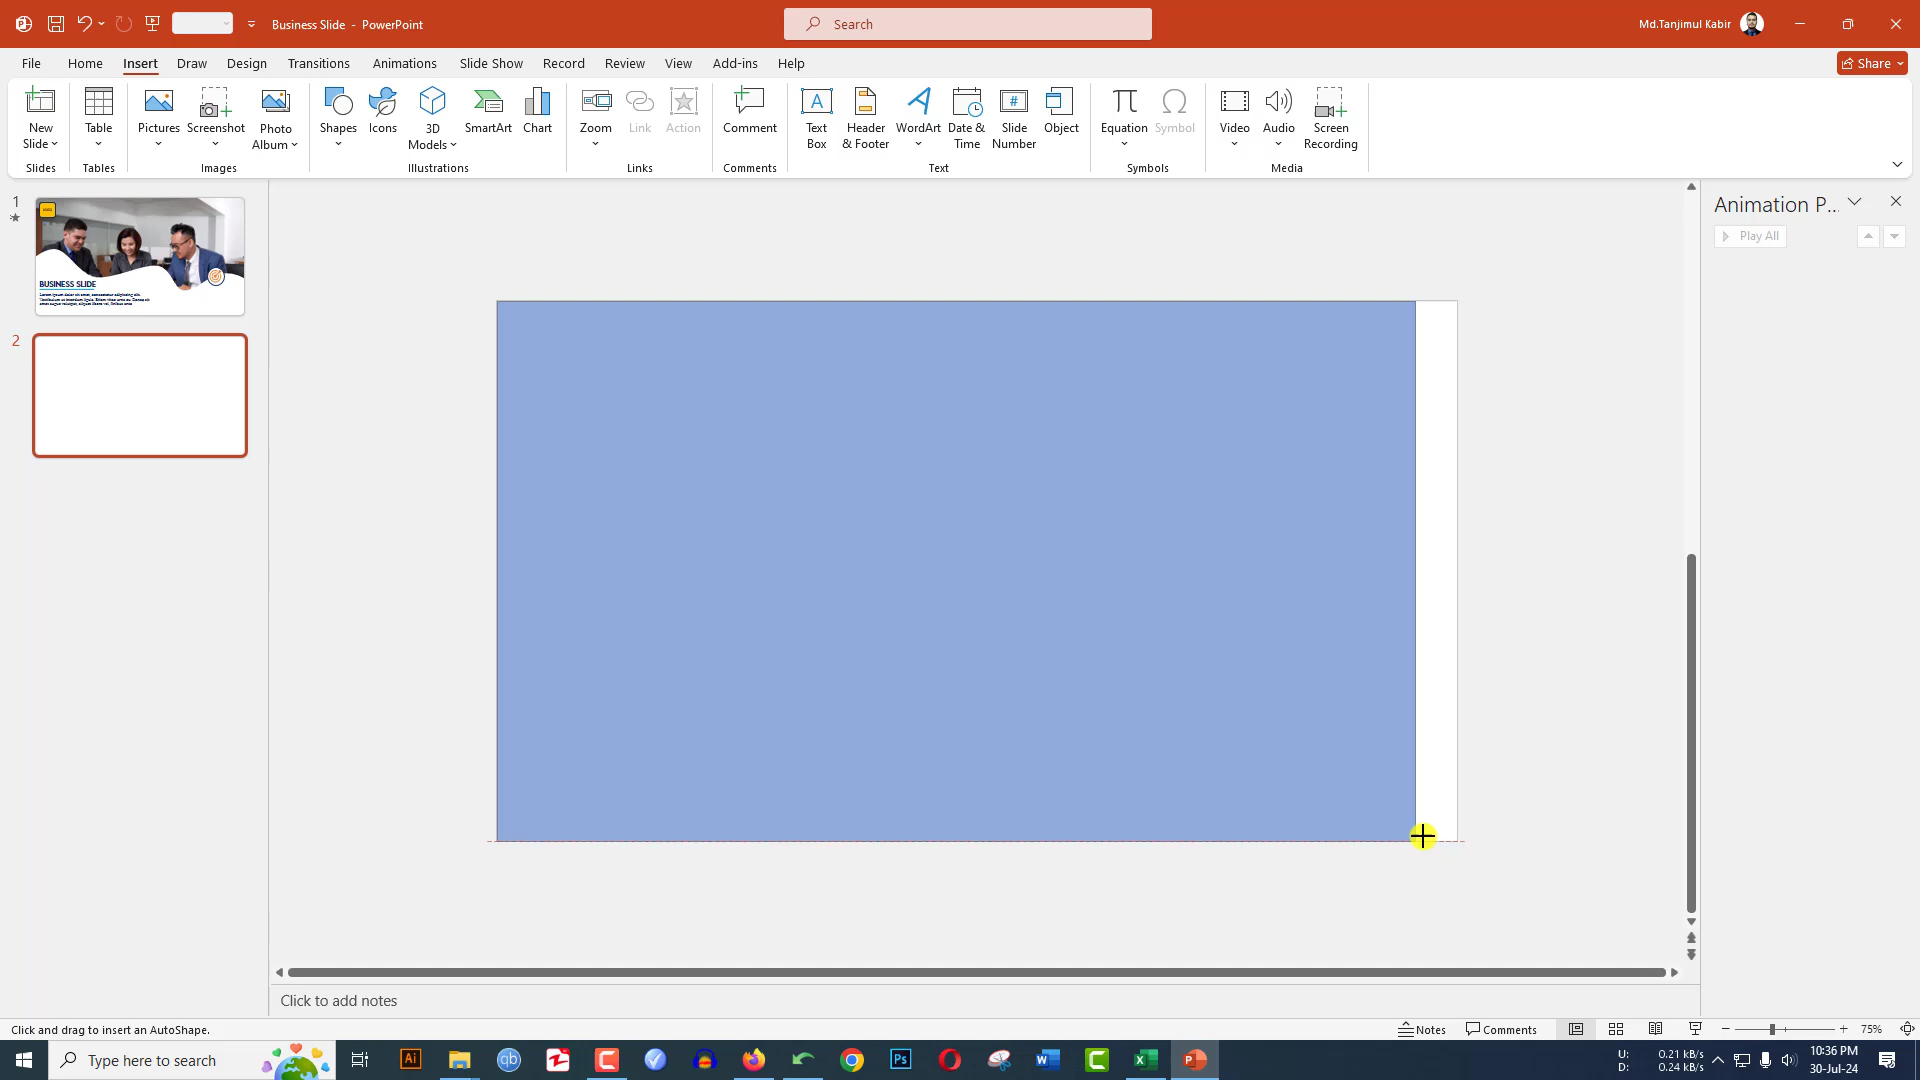 Business Slide - PowerPoint
Search
Md.Tanjimul Kabir
File Home Insert Draw Design Transitions Animations Slide Show Record Review View Add-ins Help
Share
New Slide
Table
Pictures
Screenshot
Photo Album
Shapes
Icons
3D Models
SmartArt
Chart
Zoom
Link
Action
Comment
Text Box
Header & Footer
WordArt
Date & Time
Slide Number
Object
Equation
Symbol
Video
Audio
Screen Recording
Slides Tables Images Illustrations Links Comments Text Symbols Media
1
BUSINESS SLIDE
2
Animation P...
Play All
Click to add notes
Click and drag to insert an AutoShape.
Notes
Comments
75%
Type here to search
U: 0.21 kB/s
D: 0.24 kB/s
10:36 PM
30-Jul-24